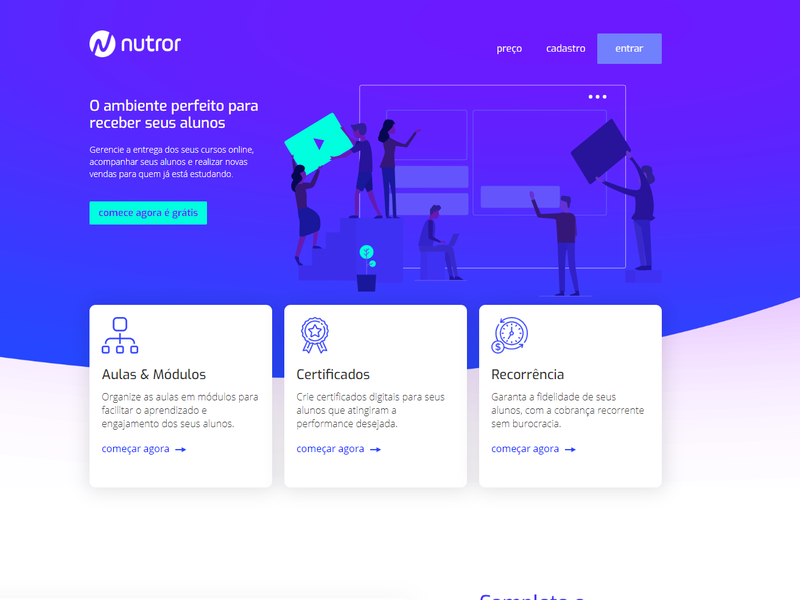 nutror
preço cadastro entrar
O ambiente perfeito para
receber seus alunos
Gerencie a entrega dos seus cursos online,
acompanhar seus alunos e realizar novas
vendas para quem já está estudando.
comece agora é grátis
Aulas & Módulos
Organize as aulas em módulos para
facilitar o aprendizado e
engajamento dos seus alunos.
começar agora
Certificados
Crie certificados digitais para seus
alunos que atingiram a
performance desejada.
começar agora
$
Recorrência
Garanta a fidelidade de seus
alunos, com a cobrança recorrente
sem burocracia.
começar agora